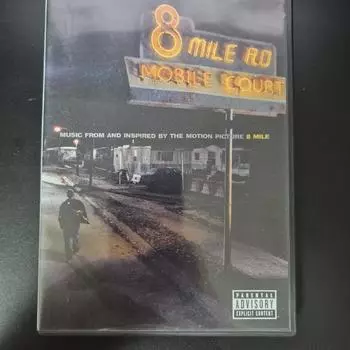 8 MILE RD
MOBILE COURT
MUSIC FROM AND INSPIRED BY THE MOTION PICTURE 8 MILE
PARENTAL
ADVISORY
EXPLICIT CONTENT